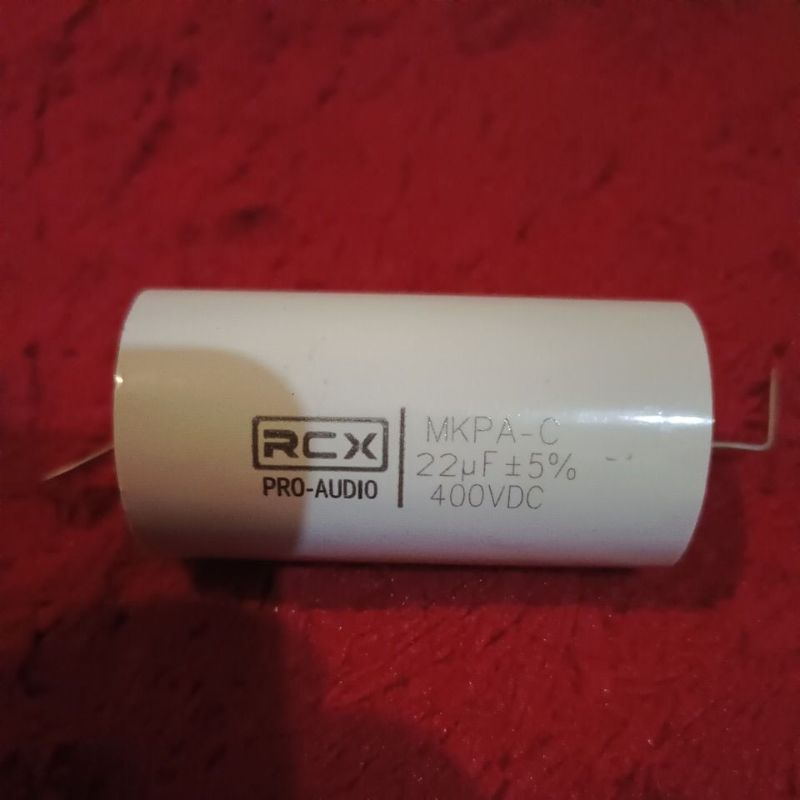 RCX
PRO-AUDIO
MKPA-C
22µF ±5%
400VDC